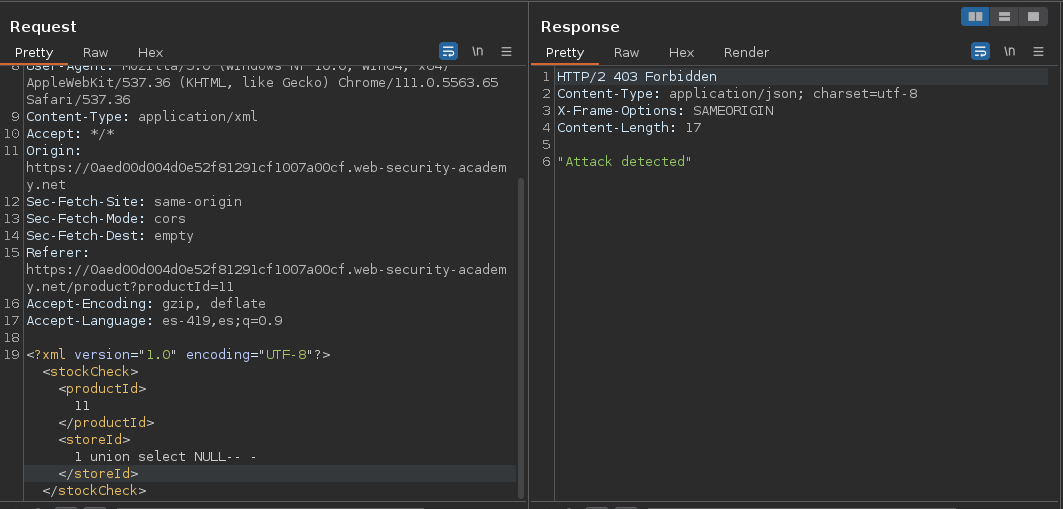 Request
Pretty Raw Hex
\n
8 User-Agent: Mozilla/5.0 (Windows NT 10.0; Win64; x64)
AppleWebKit/537.36 (KHTML, like Gecko) Chrome/111.0.5563.65
Safari/537.36
9 Content-Type: application/xml
10 Accept: */*
11 Origin:
https://0aed00d004d0e52f81291cf1007a00cf.web-security-academ
y.net
12 Sec-Fetch-Site: same-origin
13 Sec-Fetch-Mode: cors
14 Sec-Fetch-Dest: empty
15 Referer:
https://0aed00d004d0e52f81291cf1007a00cf.web-security-academ
y.net/product?productId=11
16 Accept-Encoding: gzip, deflate
17 Accept-Language: es-419,es;q=0.9
18
19 <?xml version="1.0" encoding="UTF-8"?>
<stockCheck>
<productId>
11
</productId>
<storeId>
1 union select NULL-- -
</storeId>
</stockCheck>
Response
Pretty Raw Hex Render
\n
1 HTTP/2 403 Forbidden
2 Content-Type: application/json; charset=utf-8
3 X-Frame-Options: SAMEORIGIN
4 Content-Length: 17
5
6 "Attack detected"